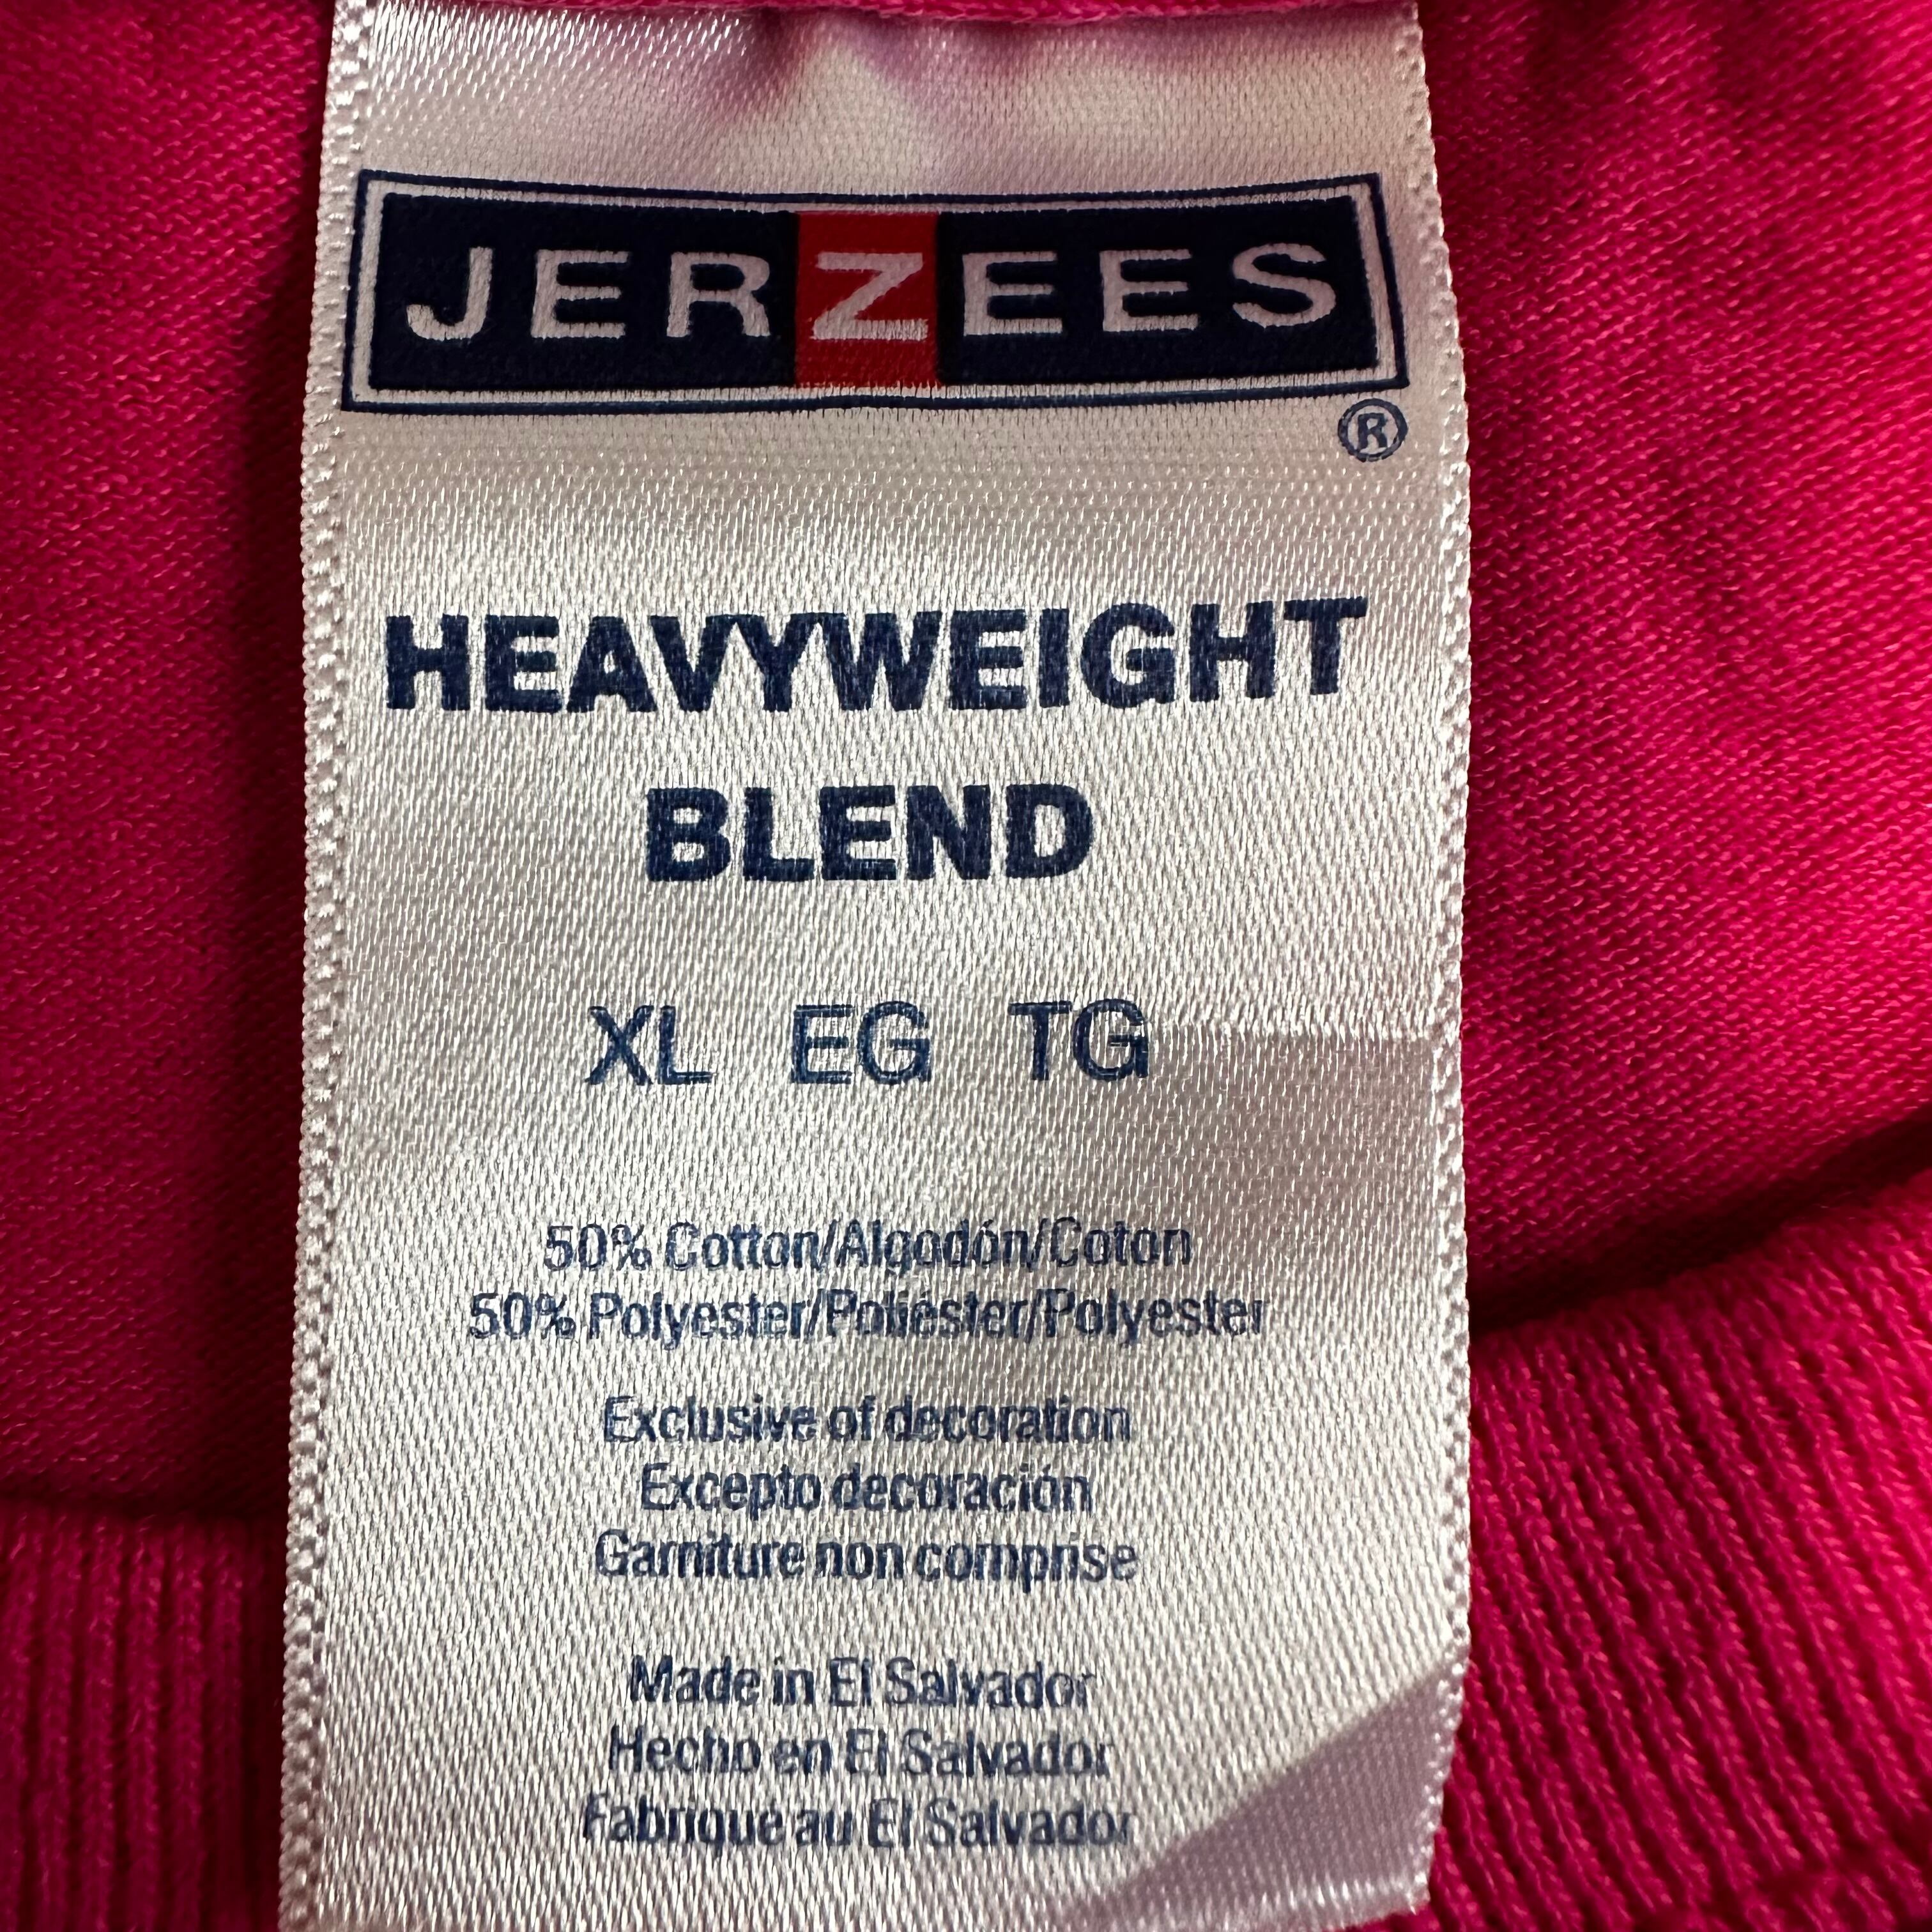 JERZEES
®
HEAVYWEIGHT
BLEND
XL EG TG
50% Cotton/Algodón/Coton
50% Polyester/Poliéster/Polyester
Exclusive of decoration
Excepto decoración
Garniture non comprise
Made in El Salvador
Hecho en El Salvador
Fabrique au El Salvador